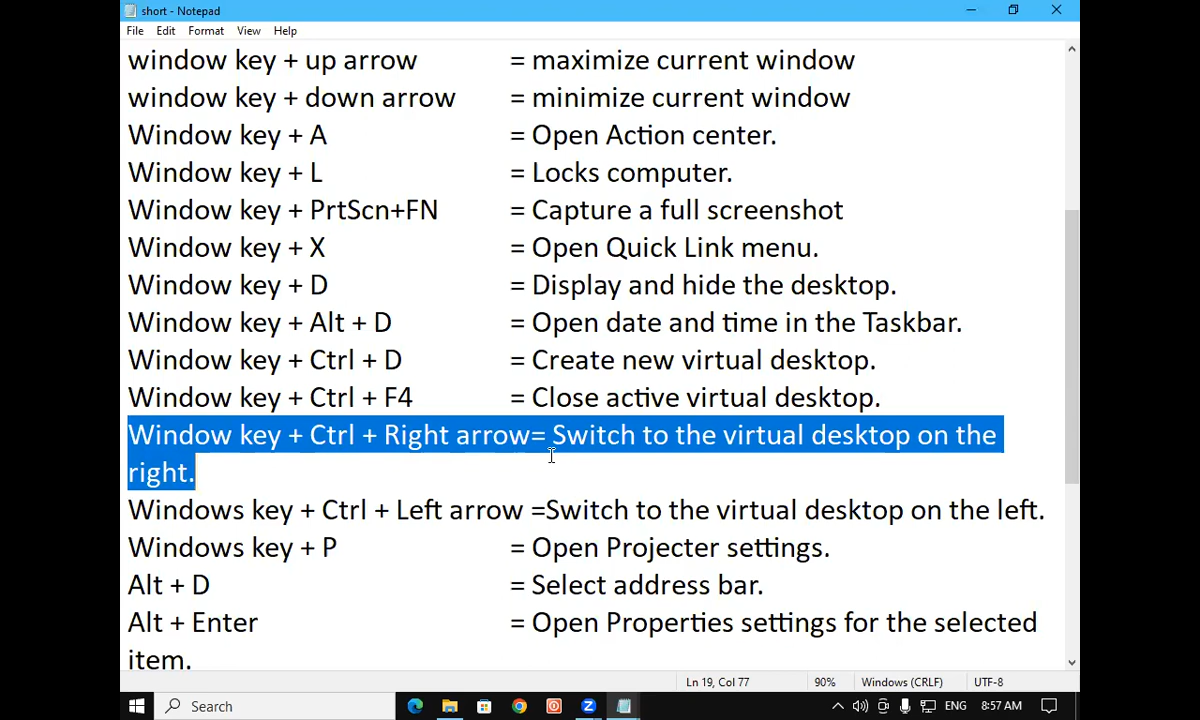 short - Notepad
File Edit Format View Help
window key + up arrow = maximize current window
window key + down arrow = minimize current window
Window key + A = Open Action center.
Window key + L = Locks computer.
Window key + PrtScn+FN = Capture a full screenshot
Window key + X = Open Quick Link menu.
Window key + D = Display and hide the desktop.
Window key + Alt + D = Open date and time in the Taskbar.
Window key + Ctrl + D = Create new virtual desktop.
Window key + Ctrl + F4 = Close active virtual desktop.
Window key + Ctrl + Right arrow= Switch to the virtual desktop on the
right.
Windows key + Ctrl + Left arrow =Switch to the virtual desktop on the left.
Windows key + P = Open Projecter settings.
Alt + D = Select address bar.
Alt + Enter = Open Properties settings for the selected
item.
Ln 19, Col 77 90% Windows (CRLF) UTF-8
Search ENG 8:57 AM